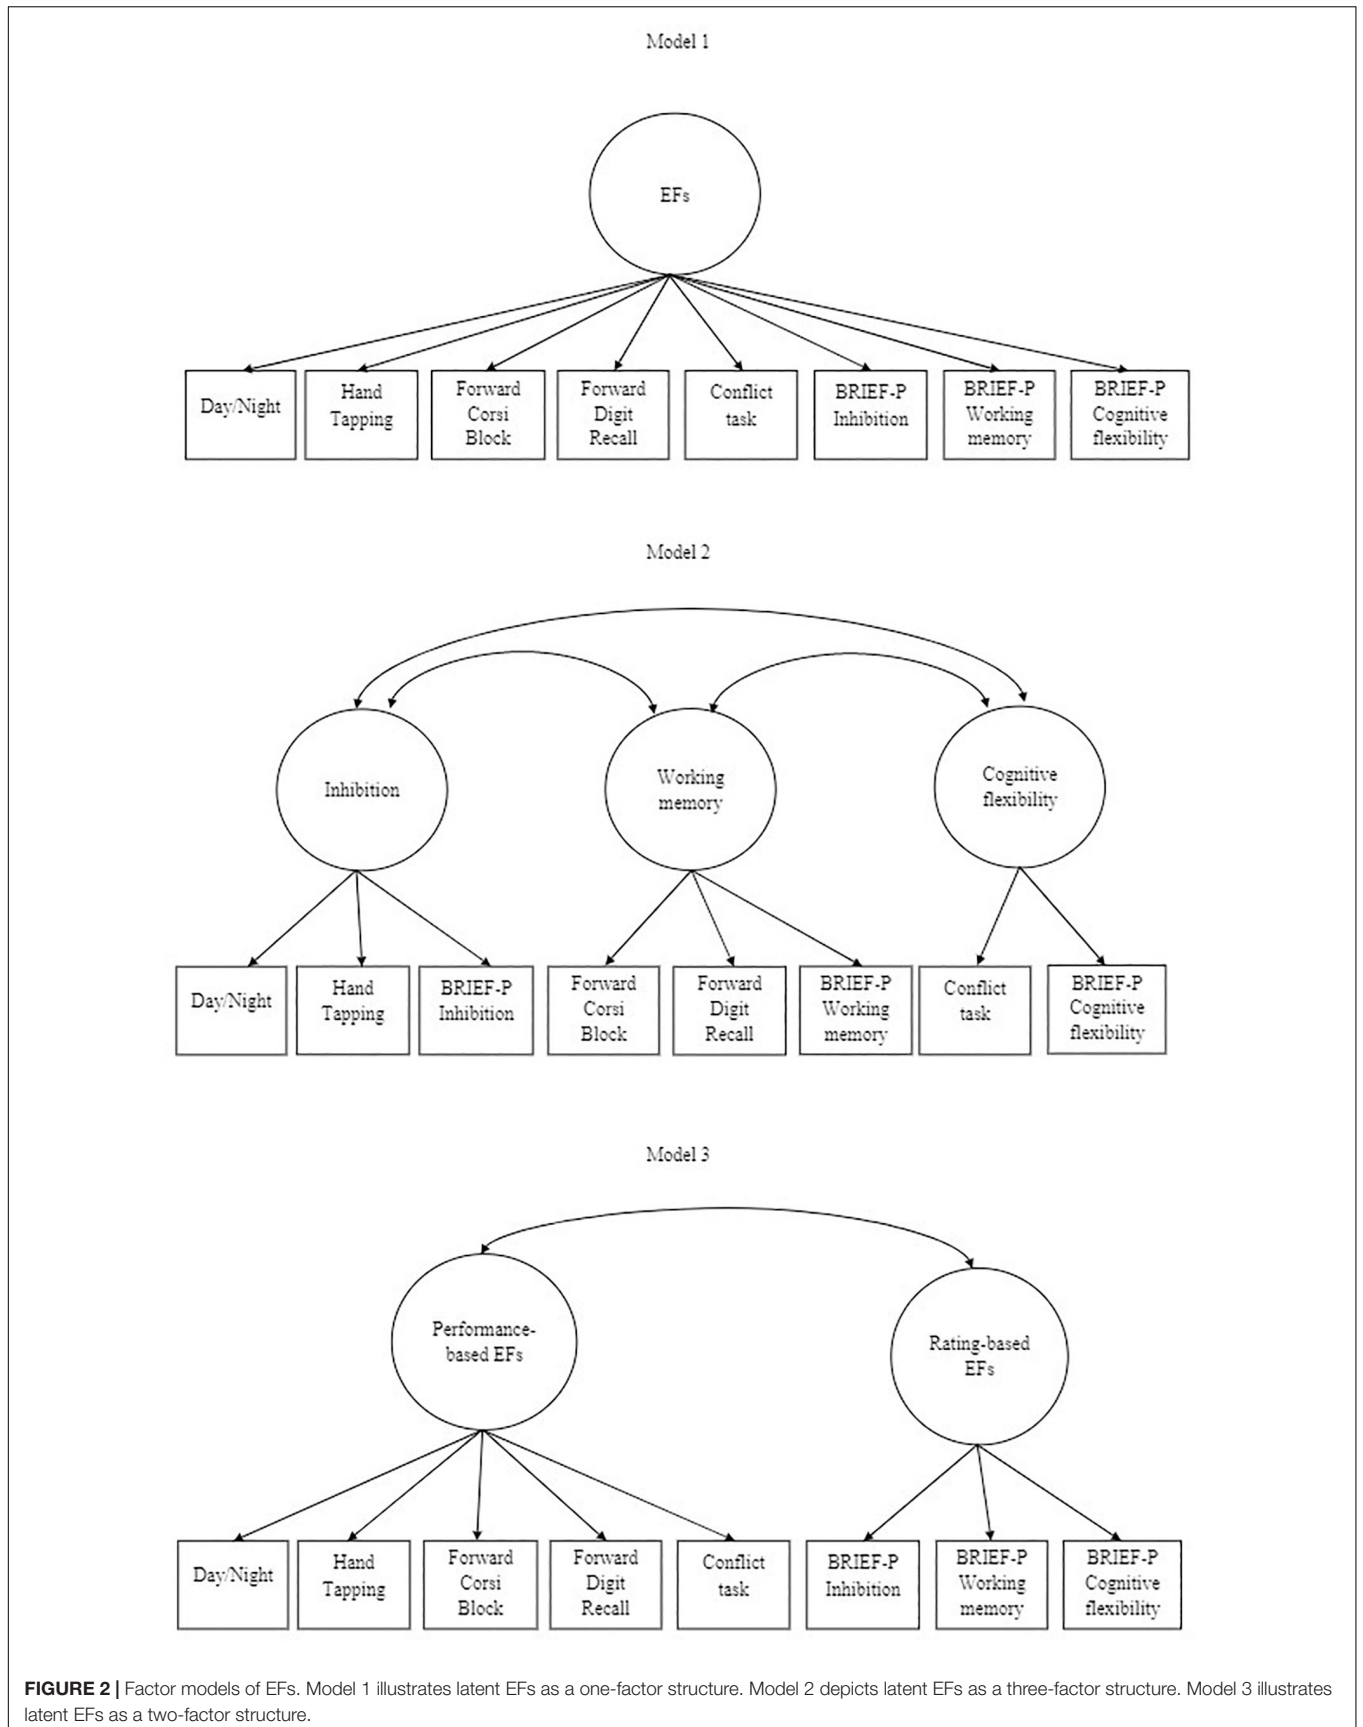 Model 1
EFs
Day/Night
Hand
Tapping
Forward
Corsi
Block
Forward
Digit
Recall
Conflict
task
BRIEF-P
Inhibition
BRIEF-P
Working
memory
BRIEF-P
Cognitive
flexibility
Model 2
Inhibition
Working
memory
Cognitive
flexibility
Day/Night
Hand
Tapping
BRIEF-P
Inhibition
Forward
Corsi
Block
Forward
Digit
Recall
BRIEF-P
Working
memory
Conflict
task
BRIEF-P
Cognitive
flexibility
Model 3
Performance-
based EFs
Rating-based
EFs
Day/Night
Hand
Tapping
Forward
Corsi
Block
Forward
Digit
Recall
Conflict
task
BRIEF-P
Inhibition
BRIEF-P
Working
memory
BRIEF-P
Cognitive
flexibility
FIGURE 2 | Factor models of EFs. Model 1 illustrates latent EFs as a one-factor structure. Model 2 depicts latent EFs as a three-factor structure. Model 3 illustrates
latent EFs as a two-factor structure.